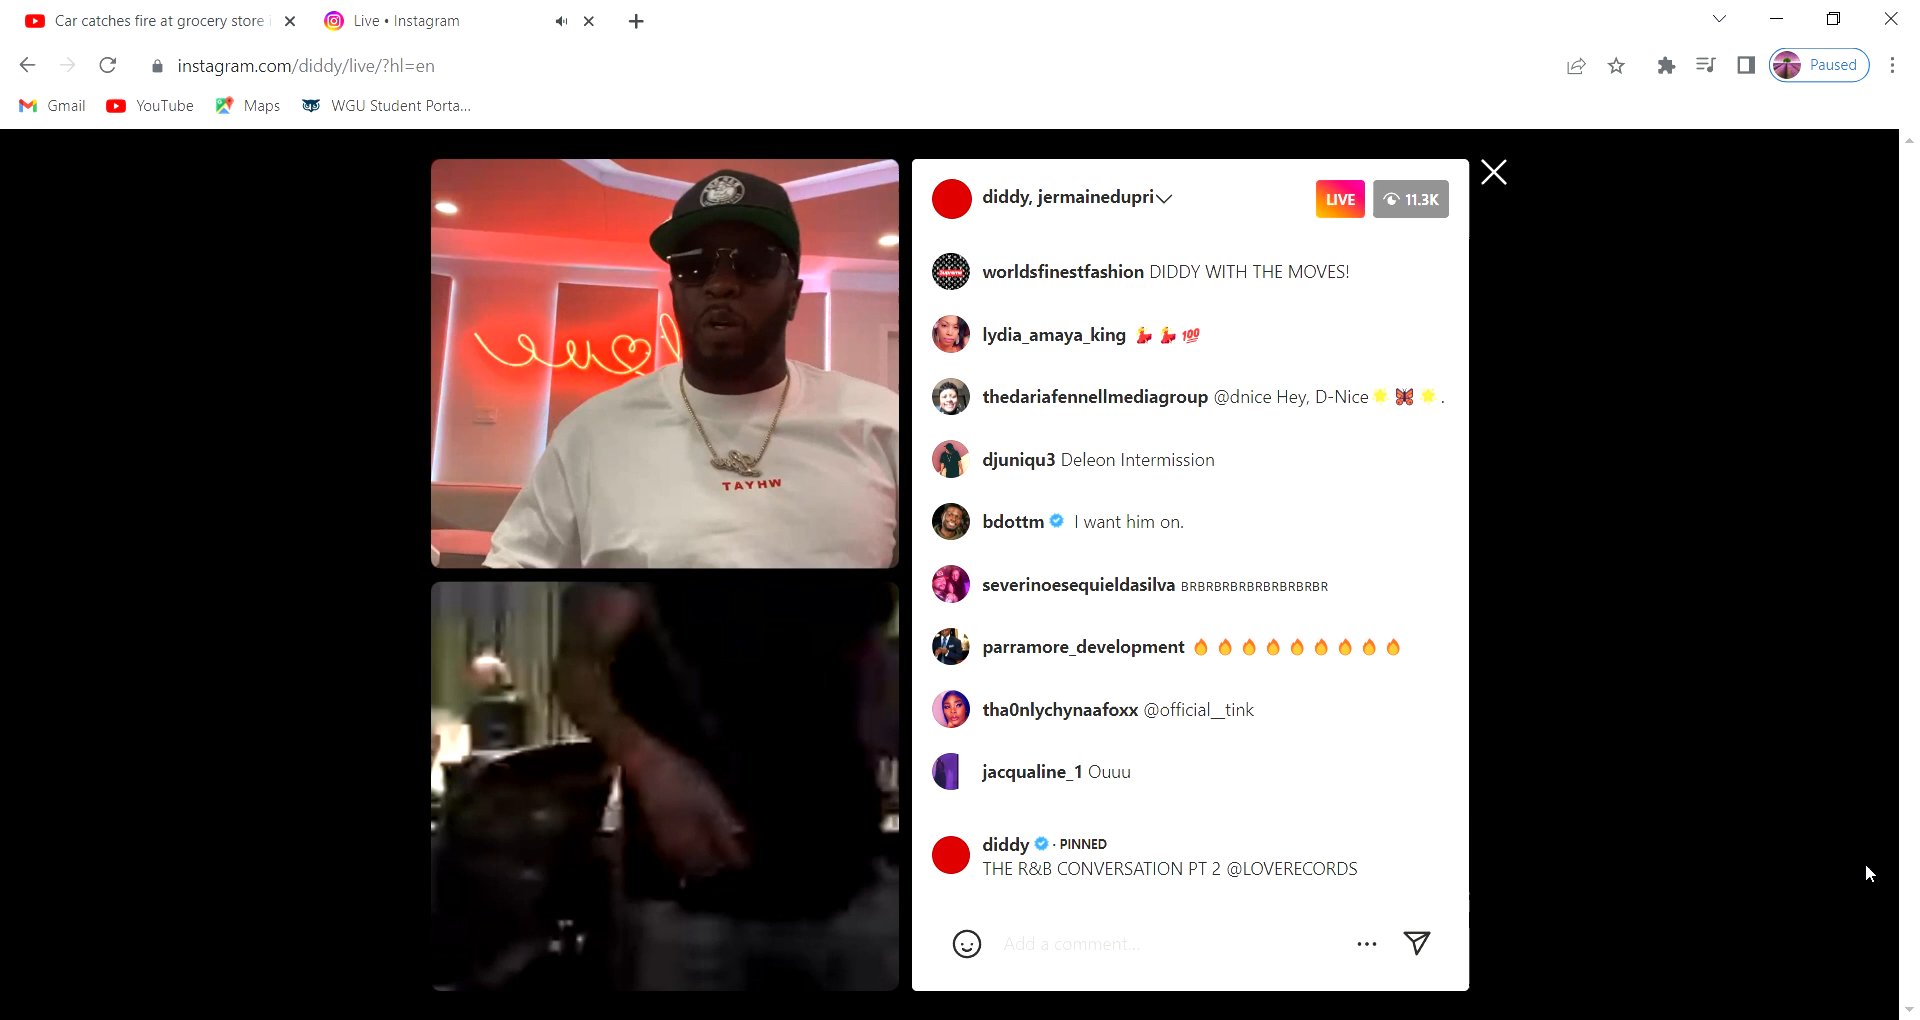 Car catches fire at grocery store i
Live • Instagram
instagram.com/diddy/live/?hl=en
Paused
Gmail
YouTube
Maps
WGU Student Porta...
love
TAYHW
diddy, jermainedupri
LIVE
11.3K
worldsfinestfashion DIDDY WITH THE MOVES!
lydia_amaya_king 💃 💃 💯
thedariafennellmediagroup @dnice Hey, D-Nice🌟 🦋 🌟 .
djuniqu3 Deleon Intermission
bdottm I want him on.
severinoesequieldasilva ʙʀʙʀʙʀʙʀʙʀʙʀʙʀʙʀʙʀ
parramore_development 🔥 🔥 🔥 🔥 🔥 🔥 🔥 🔥 🔥
tha0nlychynaafoxx @official__tink
jacqualine_1 Ouuu
diddy · PINNED
THE R&B CONVERSATION PT 2 @LOVERECORDS
Add a comment...